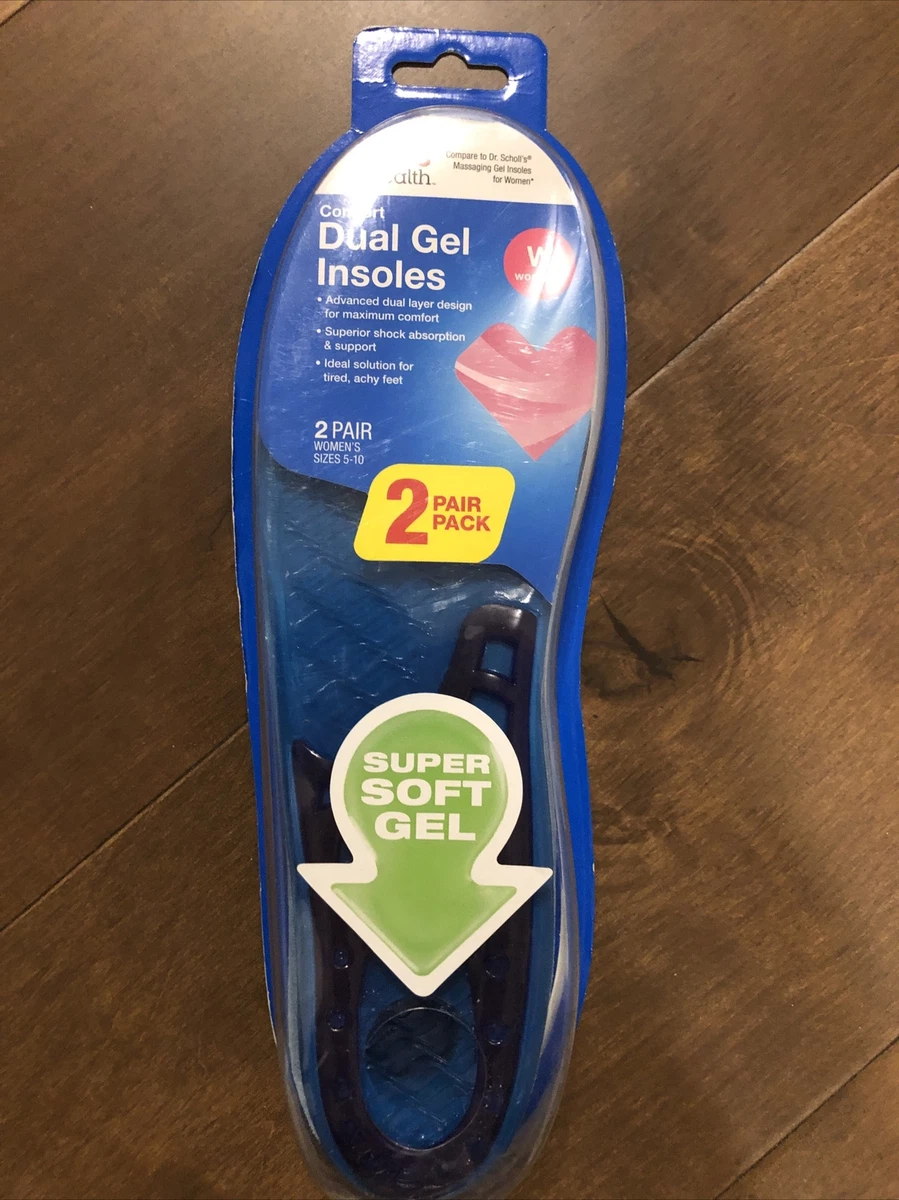 Compare to Dr. Scholl's®
Massaging Gel Insoles
for Women*
Dual Gel
Insoles
• Advanced dual layer design
for maximum comfort
• Superior shock absorption
& support
• Ideal solution for
tired, achy feet
2 PAIR
WOMEN'S
SIZES 5-10
2 PAIR
PACK
SUPER
SOFT
GEL